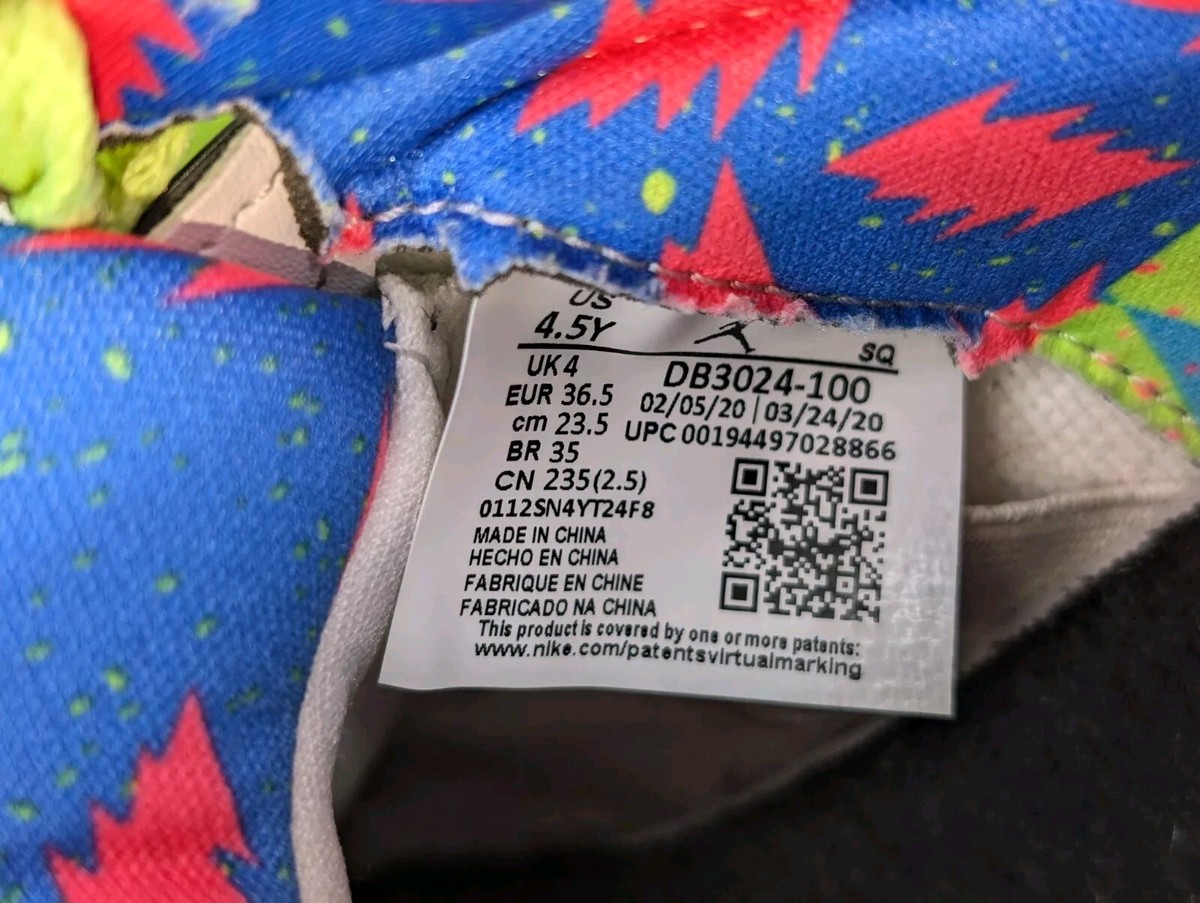 US
4.5Y
SQ
UK 4
EUR 36.5
cm 23.5
BR 35
CN 235(2.5)
0112SN4YT24F8
DB3024-100
02/05/20 | 03/24/20
UPC 00194497028866
MADE IN CHINA
HECHO EN CHINA
FABRIQUE EN CHINE
FABRICADO NA CHINA
This product is covered by one or more patents:
www.nike.com/patentsvirtualmarking